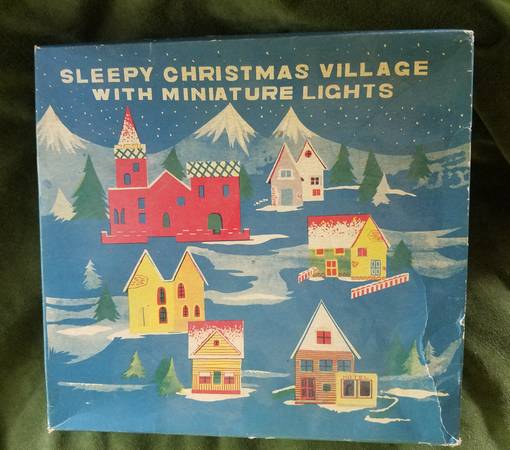 SLEEPY CHRISTMAS VILLAGE
WITH MINIATURE LIGHTS